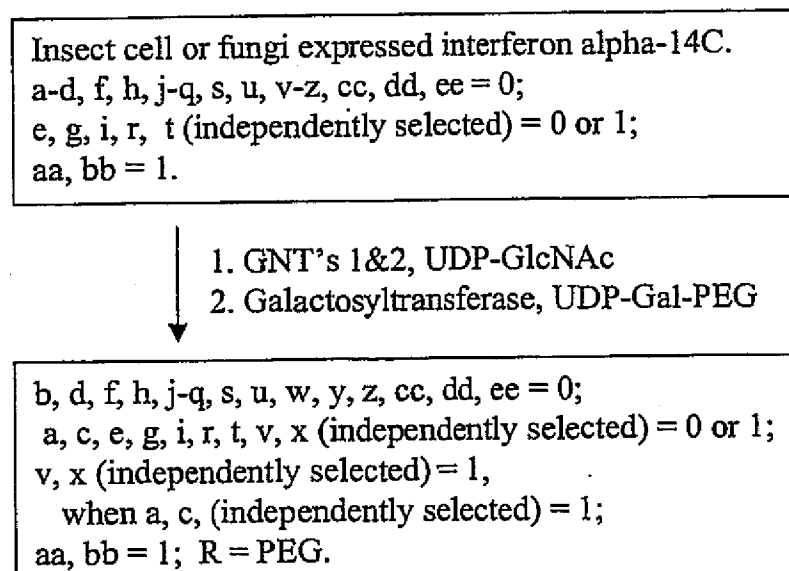 Insect cell or fungi expressed interferon alpha-14C.
a-d, f, h, j-q, s, u, v-z, cc, dd, ee = 0;
e, g, i, r, t (independently selected) = 0 or 1;
aa, bb = 1.
1. GNT's 1&2, UDP-GlcNAc
2. Galactosyltransferase, UDP-Gal-PEG
b, d, f, h, j-q, s, u, w, y, z, cc, dd, ee = 0;
a, c, e, g, i, r, t, v, x (independently selected) = 0 or 1;
v, x (independently selected) = 1,
when a, c, (independently selected) = 1;
aa, bb = 1; R = PEG.